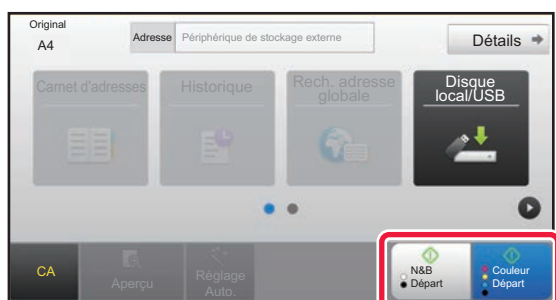 Original
A4
Adresse
Périphérique de stockage externe
Détails
Carnet d'adresses
Historique
Rech. adresse
globale
Disque
local/USB
CA
Aperçu
Réglage
Auto.
N&B
Départ
Couleur
Départ